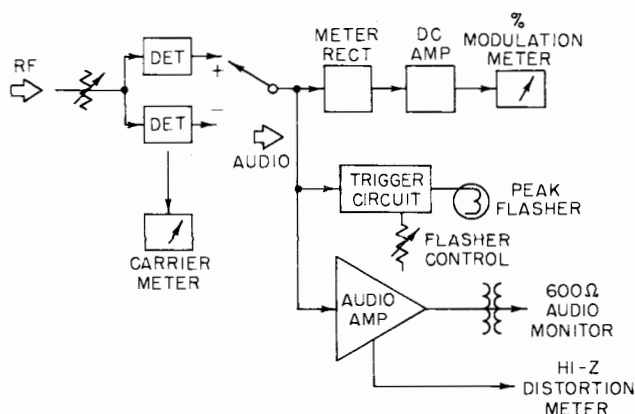 RF
DET
+
DET
−
AUDIO
CARRIER
METER
METER
RECT
DC
AMP
%
MODULATION
METER
TRIGGER
CIRCUIT
PEAK
FLASHER
FLASHER
CONTROL
AUDIO
AMP
600Ω
AUDIO
MONITOR
HI-Z
DISTORTION
METER